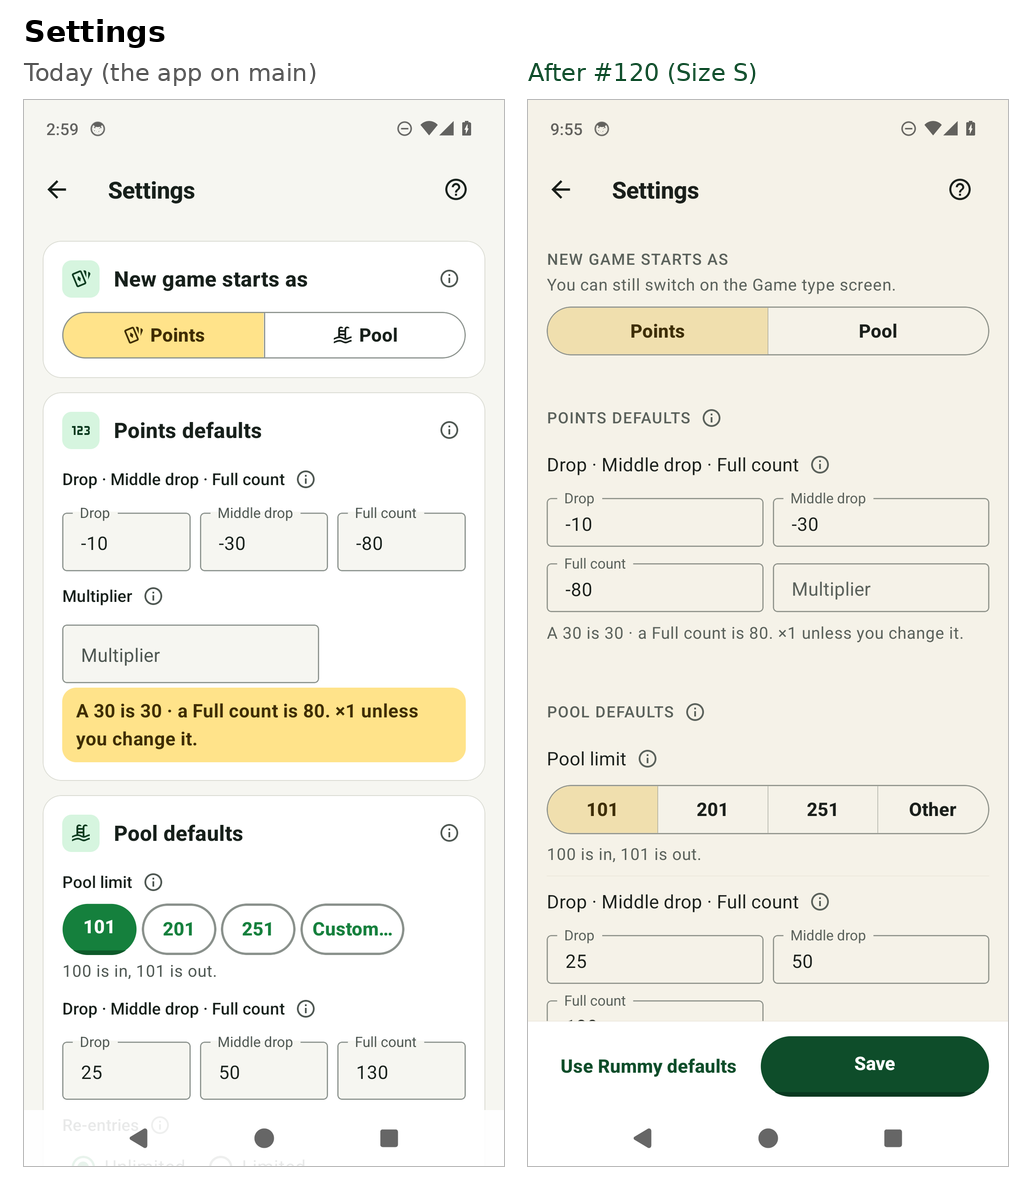 Settings
Today (the app on main)
2:59
Settings
New game starts as
Points
Pool
123
Points defaults
Drop · Middle drop · Full count
Drop
Middle drop
Full count
-10
-30
-80
Multiplier
Multiplier
A 30 is 30 · a Full count is 80. ×1 unless
you change it.
Pool defaults
Pool limit
101
201
251
Custom...
100 is in, 101 is out.
Drop · Middle drop · Full count
Drop
Middle drop
Full count
25
50
130
Re-entries
Unlimited
Limited
After #120 (Size S)
9:55
Settings
NEW GAME STARTS AS
You can still switch on the Game type screen.
Points
Pool
POINTS DEFAULTS
Drop · Middle drop · Full count
Drop
Middle drop
-10
-30
Full count
-80
Multiplier
A 30 is 30 · a Full count is 80. ×1 unless you change it.
POOL DEFAULTS
Pool limit
101
201
251
Other
100 is in, 101 is out.
Drop · Middle drop · Full count
Drop
Middle drop
25
50
Full count
Use Rummy defaults
Save